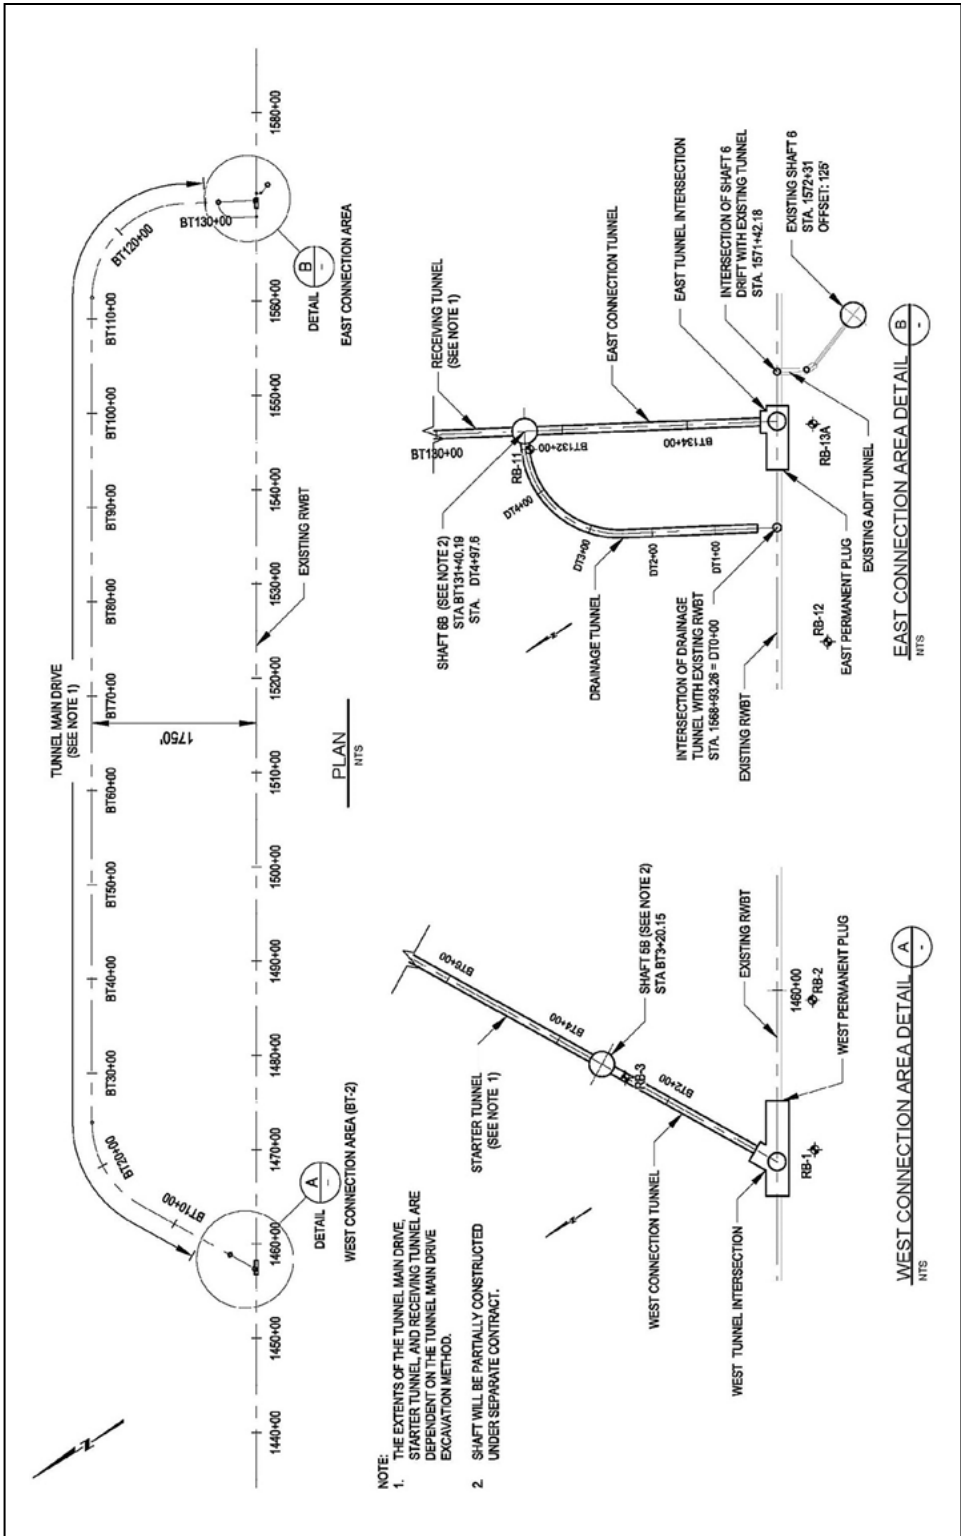 TUNNEL MAIN DRIVE
(SEE NOTE 1)
BT10+00
BT20+00
BT30+00
BT40+00
BT50+00
BT60+00
BT70+00
BT80+00
BT90+00
BT100+00
BT110+00
BT120+00
BT130+00
1750'
EXISTING RWBT
1440+00
1450+00
1460+00
1470+00
1480+00
1490+00
1500+00
1510+00
1520+00
1530+00
1540+00
1550+00
1560+00
1580+00
DETAIL
A
-
WEST CONNECTION AREA (BT-2)
DETAIL
B
-
EAST CONNECTION AREA
PLAN
NTS
NOTE:
1. THE EXTENTS OF THE TUNNEL MAIN DRIVE,
STARTER TUNNEL, AND RECEIVING TUNNEL ARE
DEPENDENT ON THE TUNNEL MAIN DRIVE
EXCAVATION METHOD.
2 SHAFT WILL BE PARTIALLY CONSTRUCTED
UNDER SEPARATE CONTRACT.
STARTER TUNNEL
(SEE NOTE 1)
BT6+00
BT4+00
BT2+00
RB-3
SHAFT 5B (SEE NOTE 2)
STA BT3+20.15
WEST CONNECTION TUNNEL
WEST TUNNEL INTERSECTION
EXISTING RWBT
1460+00
RB-2
RB-1
WEST PERMANENT PLUG
WEST CONNECTION AREA DETAIL
A
-
NTS
RECEIVING TUNNEL
(SEE NOTE 1)
BT130+00
SHAFT 6B (SEE NOTE 2)
STA BT131+40.19
STA. DT4+97.6
RB-11
BT132+00
BT134+00
DT4+00
DT3+00
DT2+00
DT1+00
EAST CONNECTION TUNNEL
DRAINAGE TUNNEL
EAST TUNNEL INTERSECTION
INTERSECTION OF DRAINAGE
TUNNEL WITH EXISTING RWBT
STA. 1568+93.26 = DT0+00
INTERSECTION OF SHAFT 6
DRIFT WITH EXISTING TUNNEL
STA. 1571+42.18
EXISTING RWBT
EXISTING SHAFT 6
STA. 1572+31
OFFSET: 125'
RB-12
RB-13A
EAST PERMANENT PLUG
EXISTING ADIT TUNNEL
EAST CONNECTION AREA DETAIL
B
-
NTS